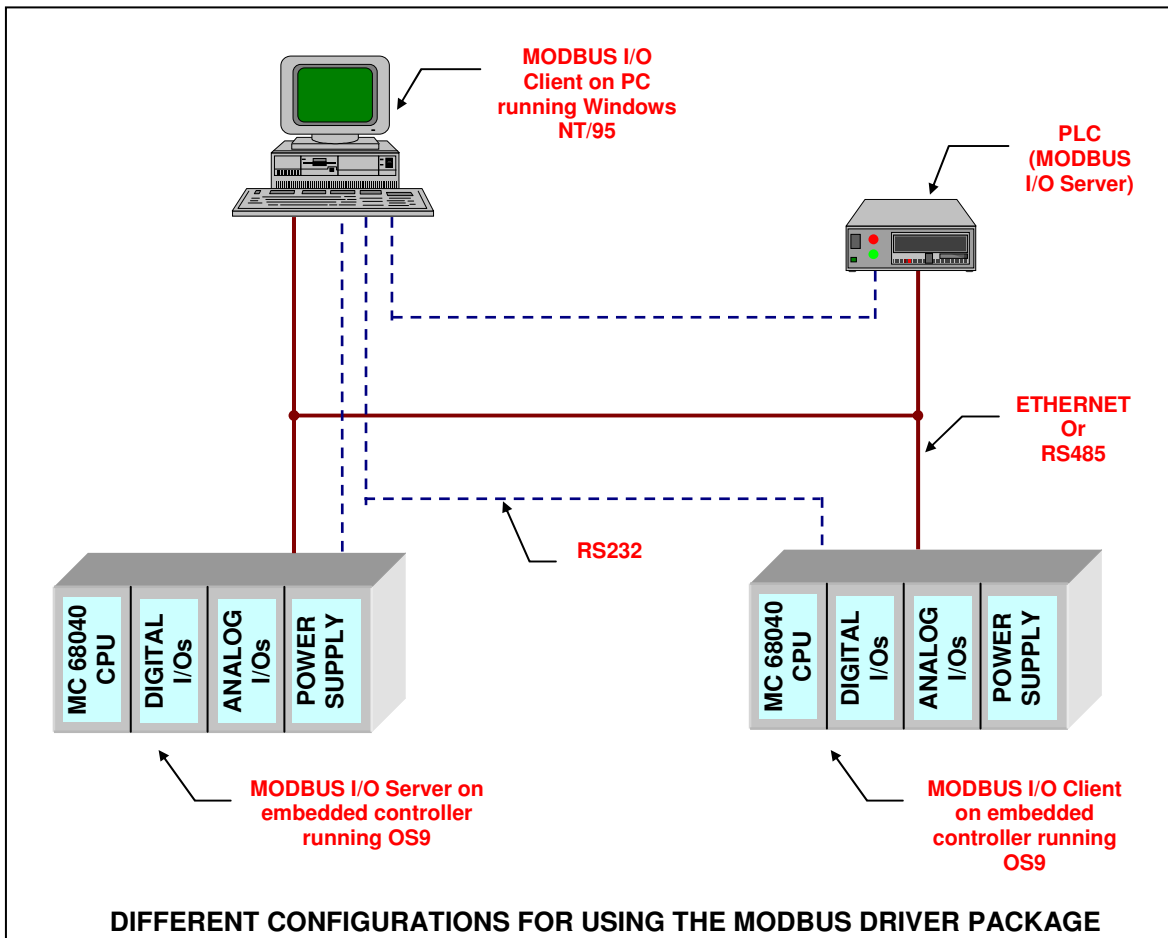 MODBUS I/O
Client on PC
running Windows
NT/95
PLC
(MODBUS
I/O Server)
ETHERNET
Or
RS485
RS232
MC 68040
CPU
DIGITAL
I/Os
ANALOG
I/Os
POWER
SUPPLY
MC 68040
CPU
DIGITAL
I/Os
ANALOG
I/Os
POWER
SUPPLY
MODBUS I/O Server on
embedded controller
running OS9
MODBUS I/O Client
on embedded
controller running
OS9
DIFFERENT CONFIGURATIONS FOR USING THE MODBUS DRIVER PACKAGE